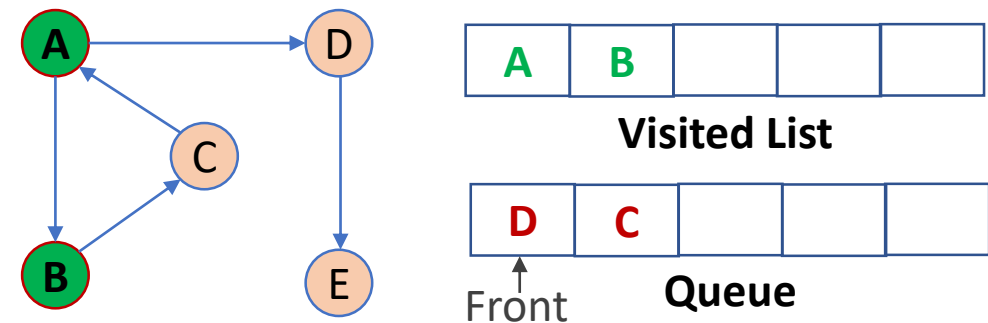 A
D
C
B
E
A B
Visited List
D C
Front
Queue